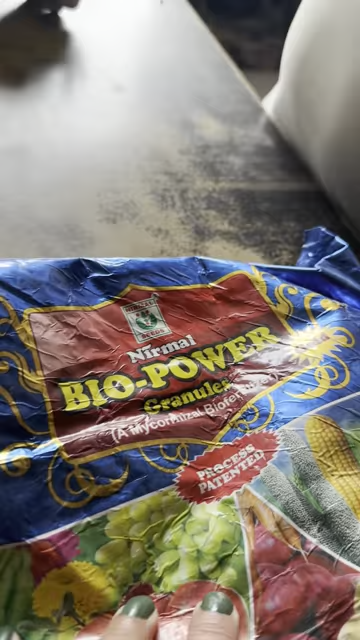 Nirmal
BIO-POWER
Granules
(A Mycorrhizal Biofertilizer)
PROCESS
PATENTED